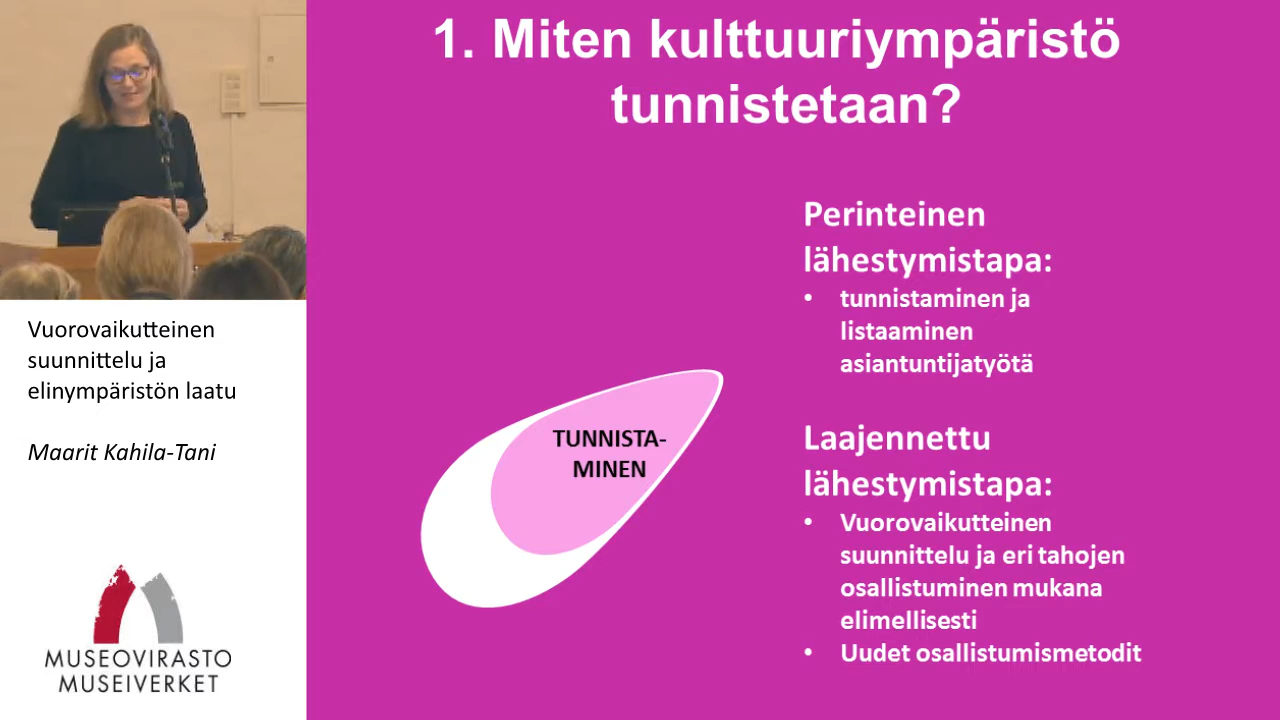 1. Miten kulttuuriympäristö
tunnistetaan?
Perinteinen
lähestymistapa:
• tunnistaminen ja
listaaminen
asiantuntijatyötä
TUNNISTA-
MINEN
Laajennettu
lähestymistapa:
• Vuorovaikutteinen
suunnittelu ja eri tahojen
osallistuminen mukana
elimellisesti
• Uudet osallistumismetodit
Vuorovaikutteinen
suunnittelu ja
elinympäristön laatu
Maarit Kahila-Tani
MUSEOVIRASTO
MUSEIVERKET